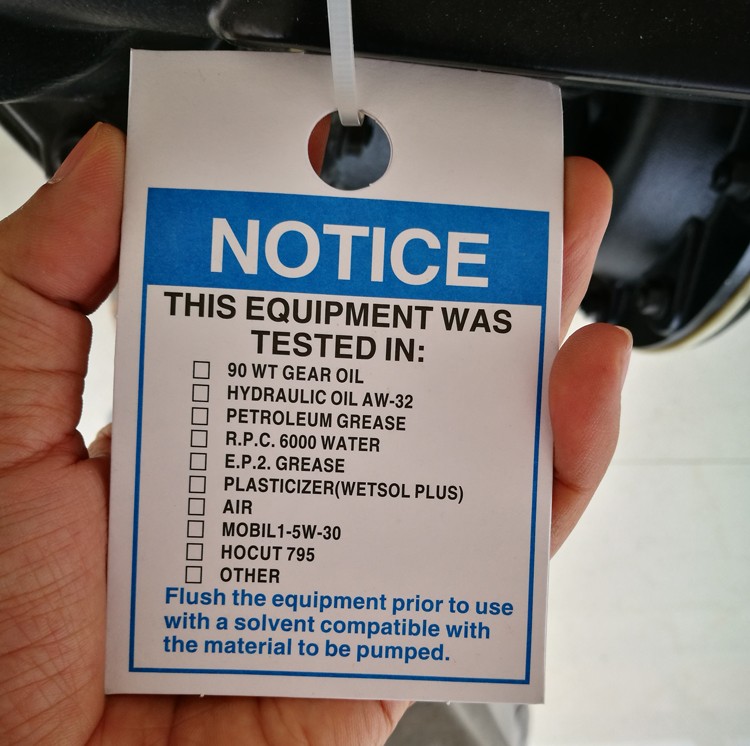 NOTICE
THIS EQUIPMENT WAS
TESTED IN:
☐ 90 WT GEAR OIL
☐ HYDRAULIC OIL AW-32
☐ PETROLEUM GREASE
☐ R.P.C. 6000 WATER
☐ E.P.2. GREASE
☐ PLASTICIZER(WETSOL PLUS)
☐ AIR
☐ MOBIL1-5W-30
☐ HOCUT 795
☐ OTHER
Flush the equipment prior to use
with a solvent compatible with
the material to be pumped.